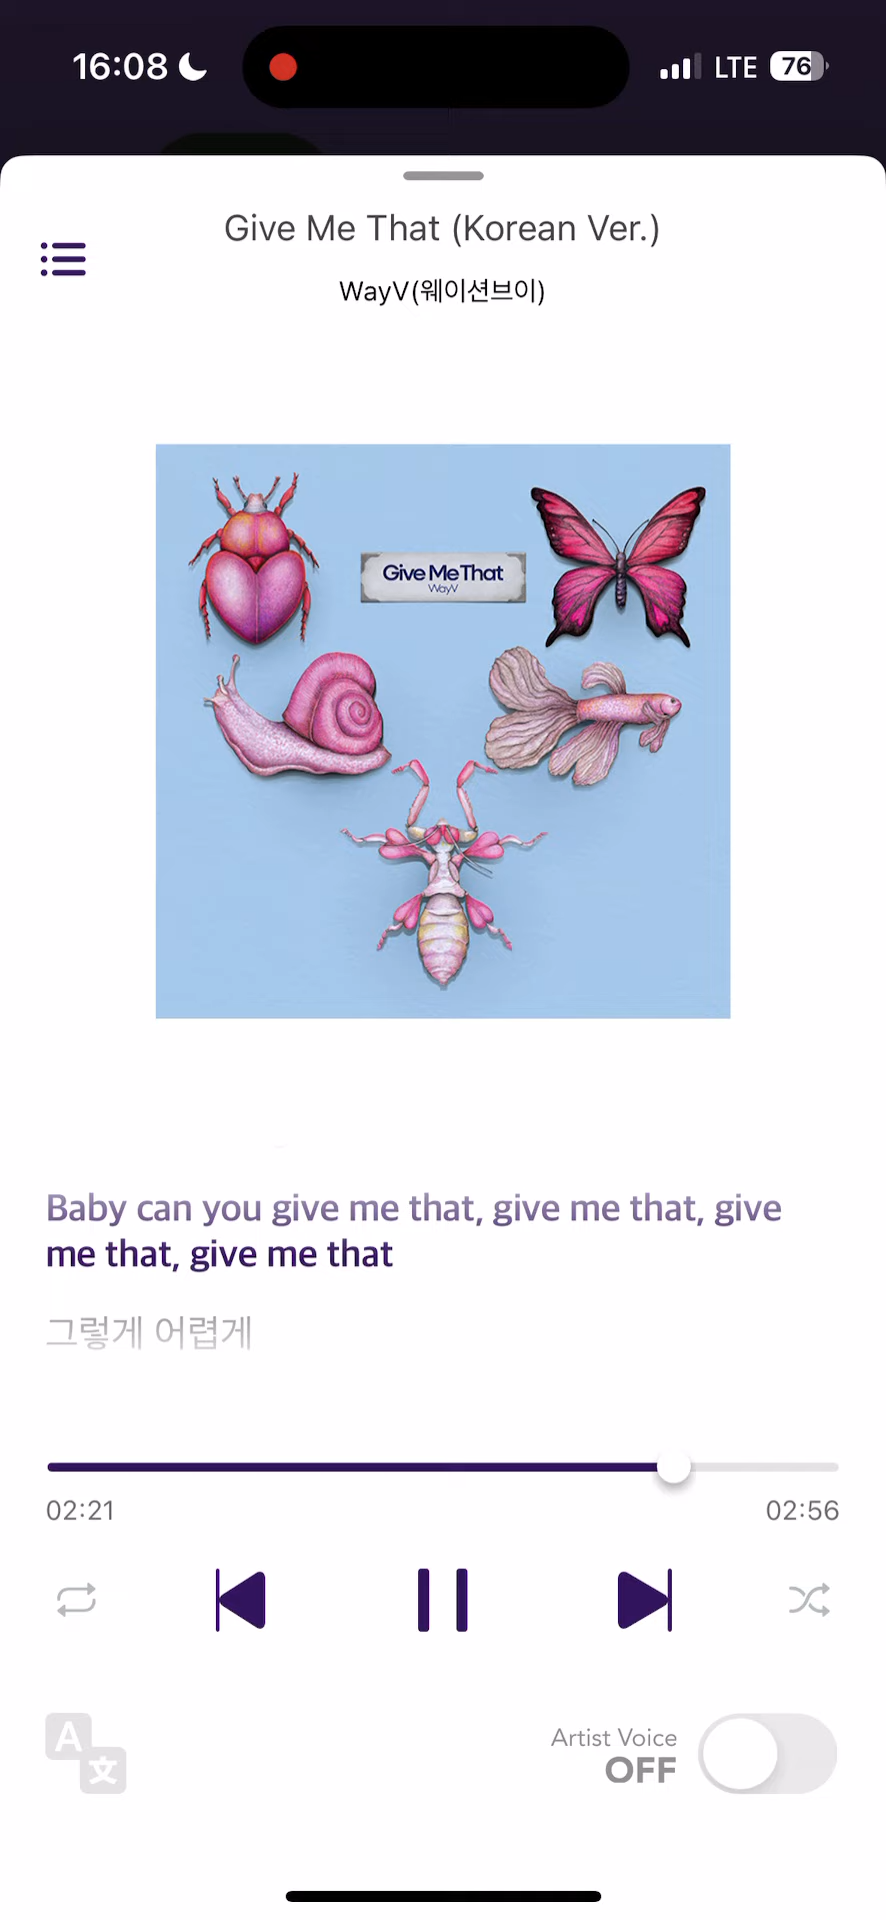 16:08
LTE
76
Give Me That (Korean Ver.)
WayV(웨이션브이)
Give Me That
WayV
Baby can you give me that, give me that, give
me that, give me that
그렇게 어렵게
02:21
02:56
A
文
Artist Voice
OFF